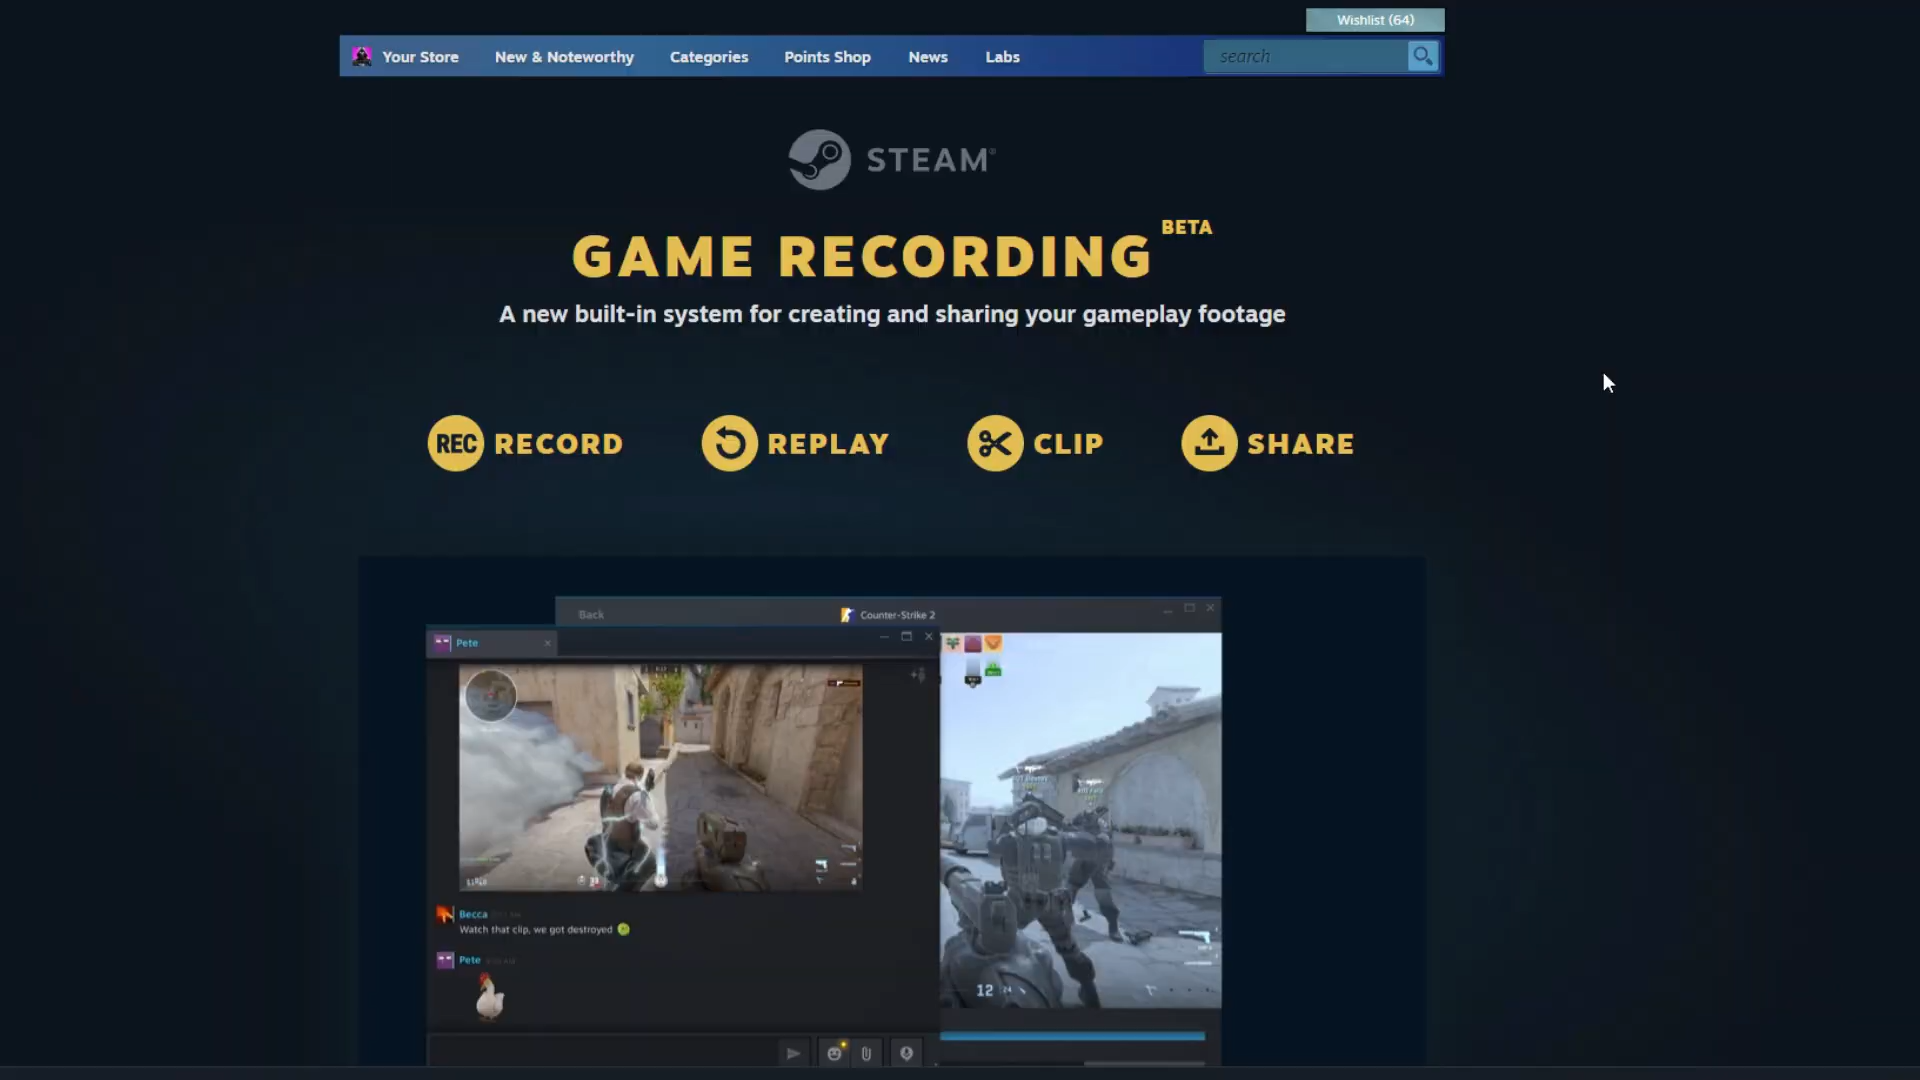 Wishlist (64)
Your Store New & Noteworthy Categories Points Shop News Labs search
STEAM®
GAME RECORDING BETA
A new built-in system for creating and sharing your gameplay footage
REC RECORD REPLAY CLIP SHARE
Back Counter-Strike 2
Pete
Becca
Watch that clip, we got destroyed
Pete
12